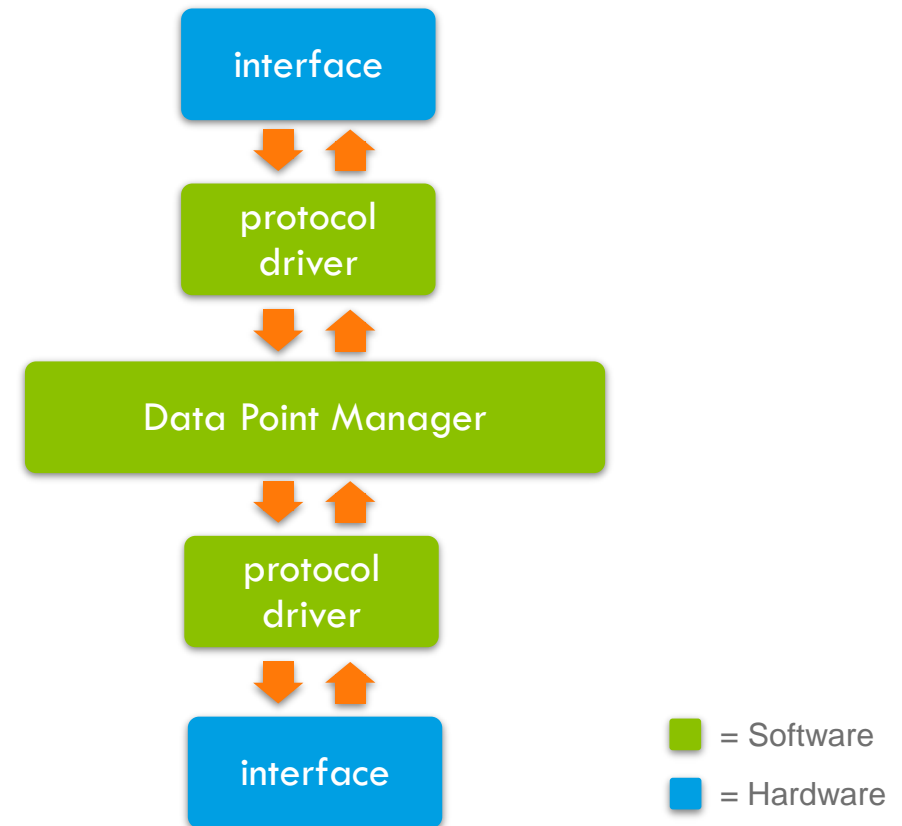 interface
protocol
driver
Data Point Manager
protocol
driver
interface
= Software
= Hardware